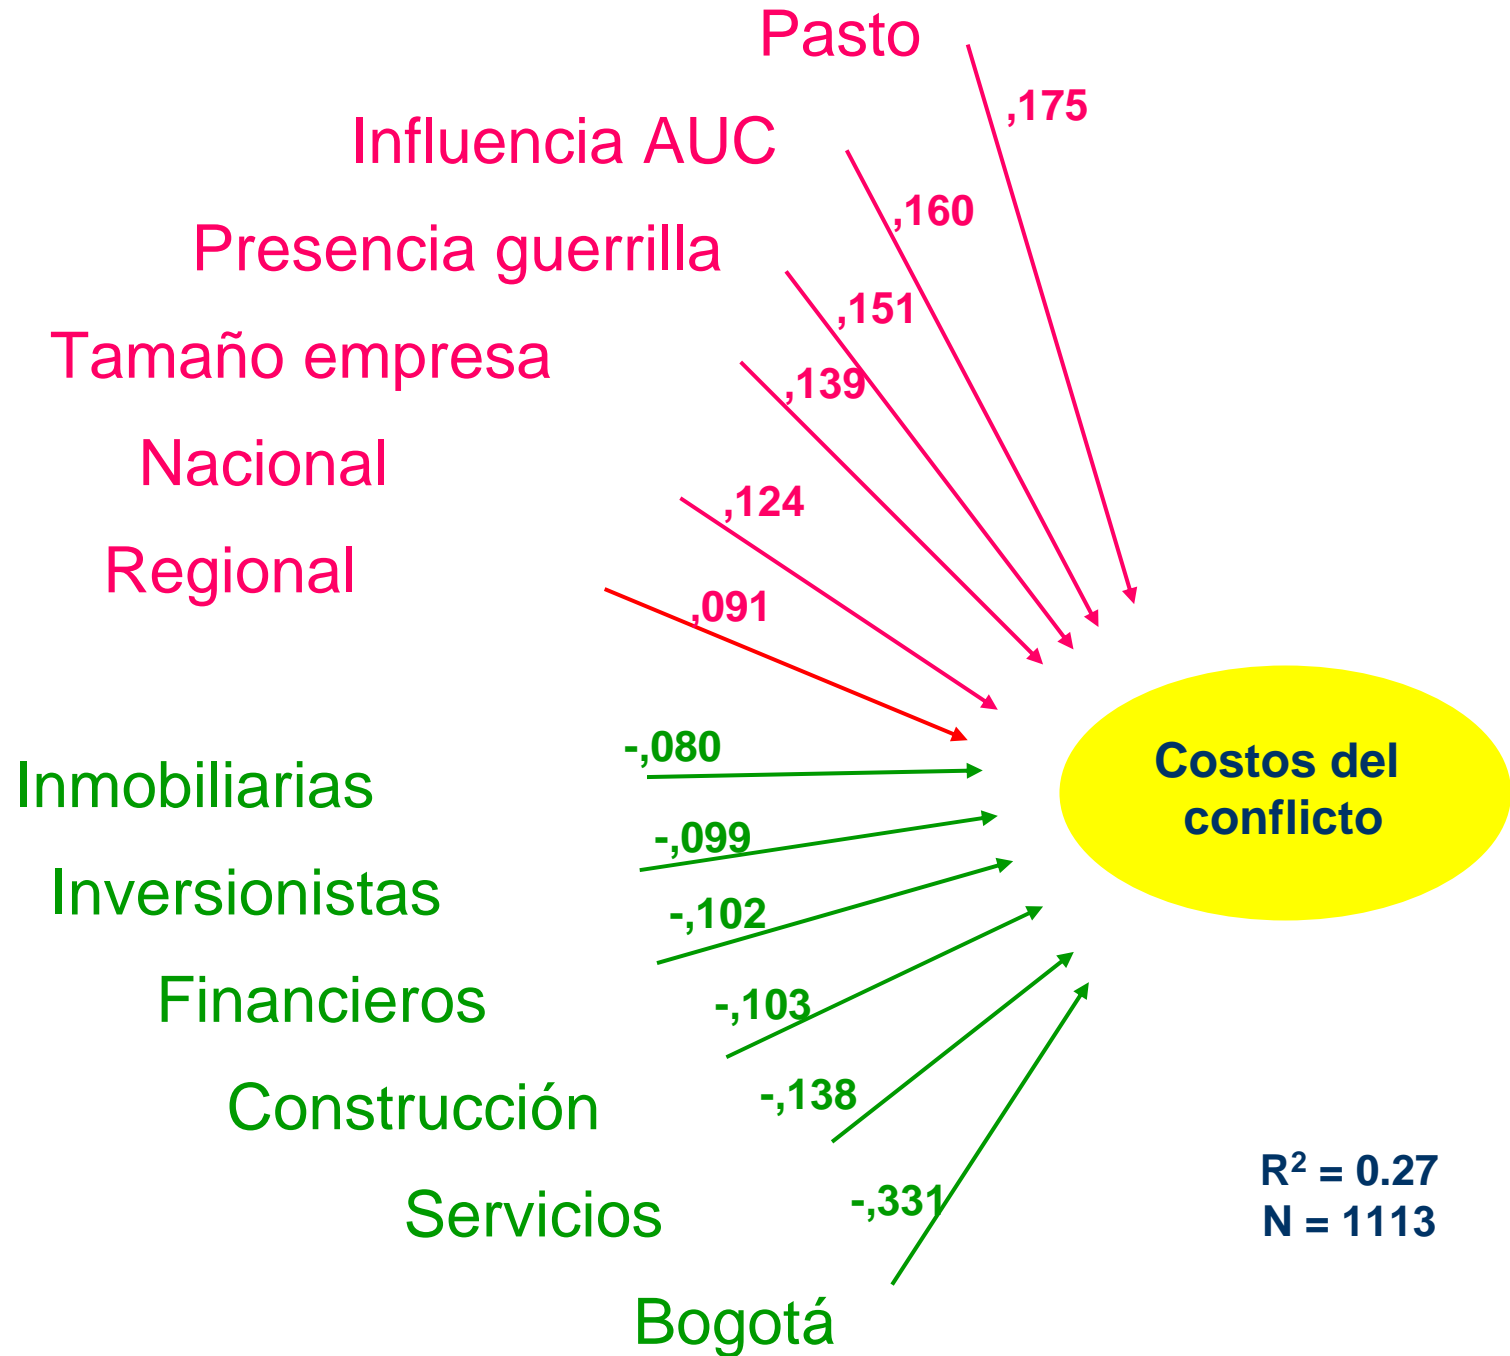 Pasto
,175
Influencia AUC
,160
Presencia guerrilla
,151
Tamaño empresa
,139
Nacional
,124
Regional
,091
Inmobiliarias
-,080
Inversionistas
-,099
Financieros
-,102
Construcción
-,103
Servicios
-,138
Bogotá
-,331
Costos del
conflicto
R² = 0.27
N = 1113